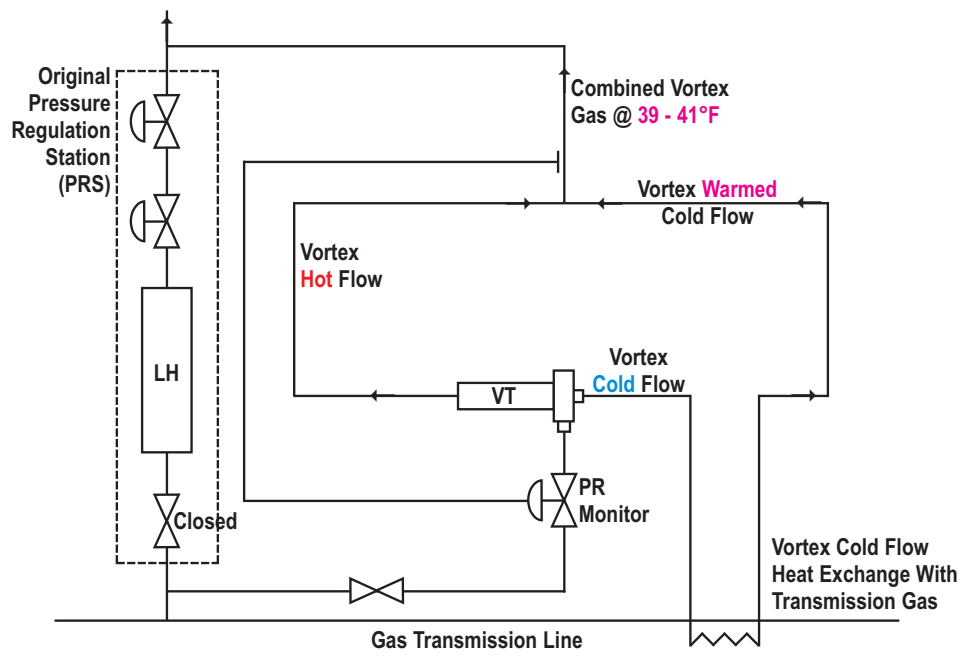 Original
Pressure
Regulation
Station
(PRS)
Combined Vortex
Gas @ 39 - 41°F
Vortex Warmed
Cold Flow
Vortex
Hot Flow
LH
VT
Vortex
Cold Flow
PR
Monitor
Closed
Vortex Cold Flow
Heat Exchange With
Transmission Gas
Gas Transmission Line